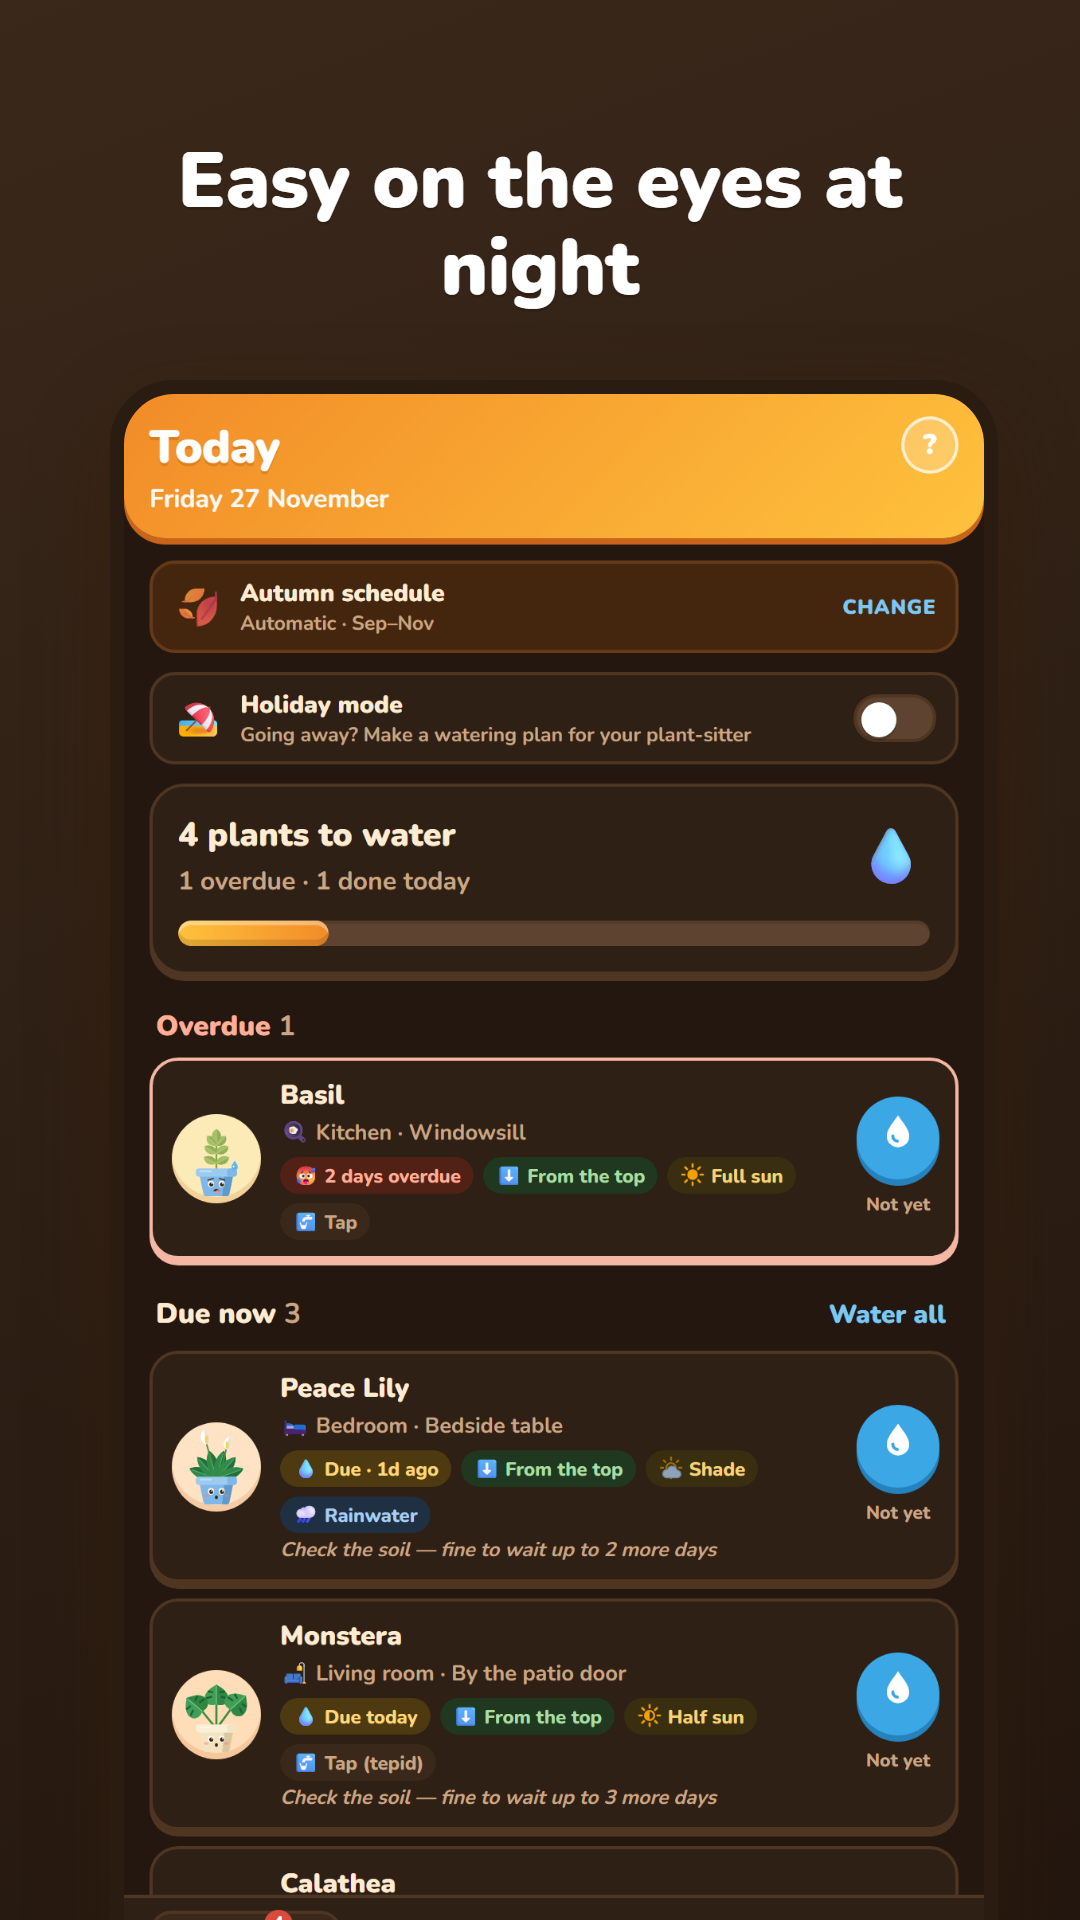 Easy on the eyes at
night
Today
?
Friday 27 November
Autumn schedule
Automatic · Sep–Nov
CHANGE
Holiday mode
Going away? Make a watering plan for your plant-sitter
4 plants to water
1 overdue · 1 done today
Overdue 1
Basil
Kitchen · Windowsill
2 days overdue
From the top
Full sun
Tap
Not yet
Due now 3
Water all
Peace Lily
Bedroom · Bedside table
Due · 1d ago
From the top
Shade
Rainwater
Check the soil — fine to wait up to 2 more days
Not yet
Monstera
Living room · By the patio door
Due today
From the top
Half sun
Tap (tepid)
Check the soil — fine to wait up to 3 more days
Not yet
Calathea